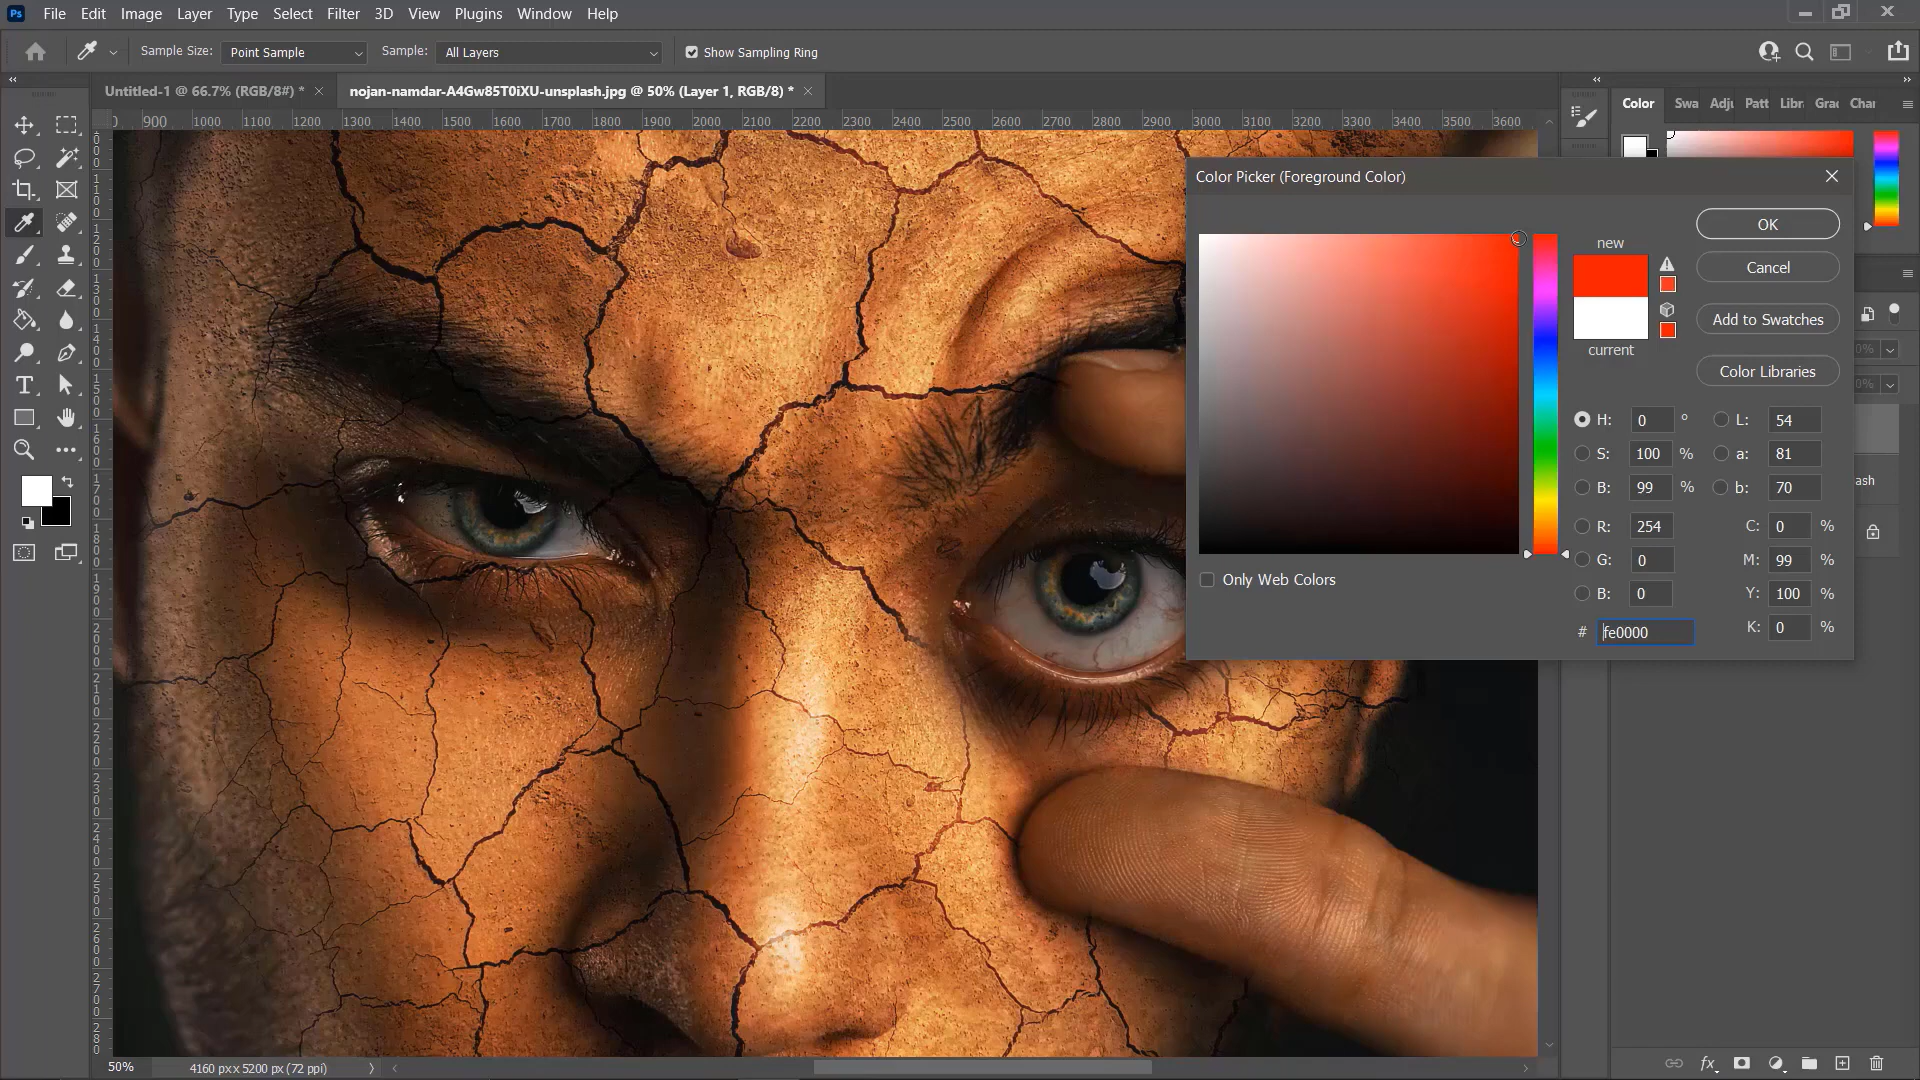 Ps File Edit Image Layer Type Select Filter 3D View Plugins Window Help
Sample Size: Point Sample Sample: All Layers Show Sampling Ring
Untitled-1 @ 66.7% (RGB/8#) * nojan-namdar-A4Gw85T0iXU-unsplash.jpg @ 50% (Layer 1, RGB/8) *
Color Swa Adju Patt Libr Grac Cha
900 1000 1100 1200 1300 1400 1500 1600 1700 1800 1900 2000 2100 2200 2300 2400 2500 2600 2700 2800 2900 3000 3100 3200 3300 3400 3500 3600
Color Picker (Foreground Color)
new
OK
Cancel
Add to Swatches
current
Color Libraries
H: 0 ° L: 54
S: 100 % a: 81
B: 99 % b: 70
R: 254 C: 0 %
G: 0 M: 99 %
B: 0 Y: 100 %
# fe0000 K: 0 %
Only Web Colors
ash
50% 4160 px x 5200 px (72 ppi)
fx